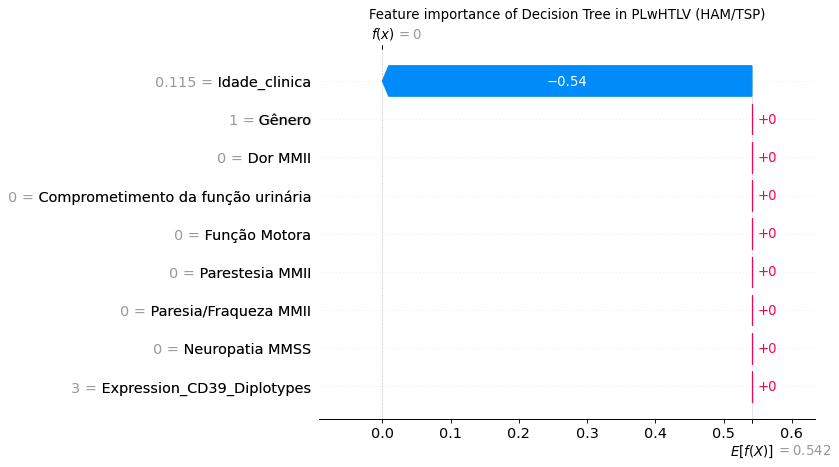 Feature importance of Decision Tree in PLwHTLV (HAM/TSP)
f(x) = 0
0.115 = Idade_clinica
−0.54
1 = Gênero
+0
0 = Dor MMII
+0
0 = Comprometimento da função urinária
+0
0 = Função Motora
+0
0 = Parestesia MMII
+0
0 = Paresia/Fraqueza MMII
+0
0 = Neuropatia MMSS
+0
3 = Expression_CD39_Diplotypes
+0
0.0 0.1 0.2 0.3 0.4 0.5 0.6
E[f(X)] = 0.542